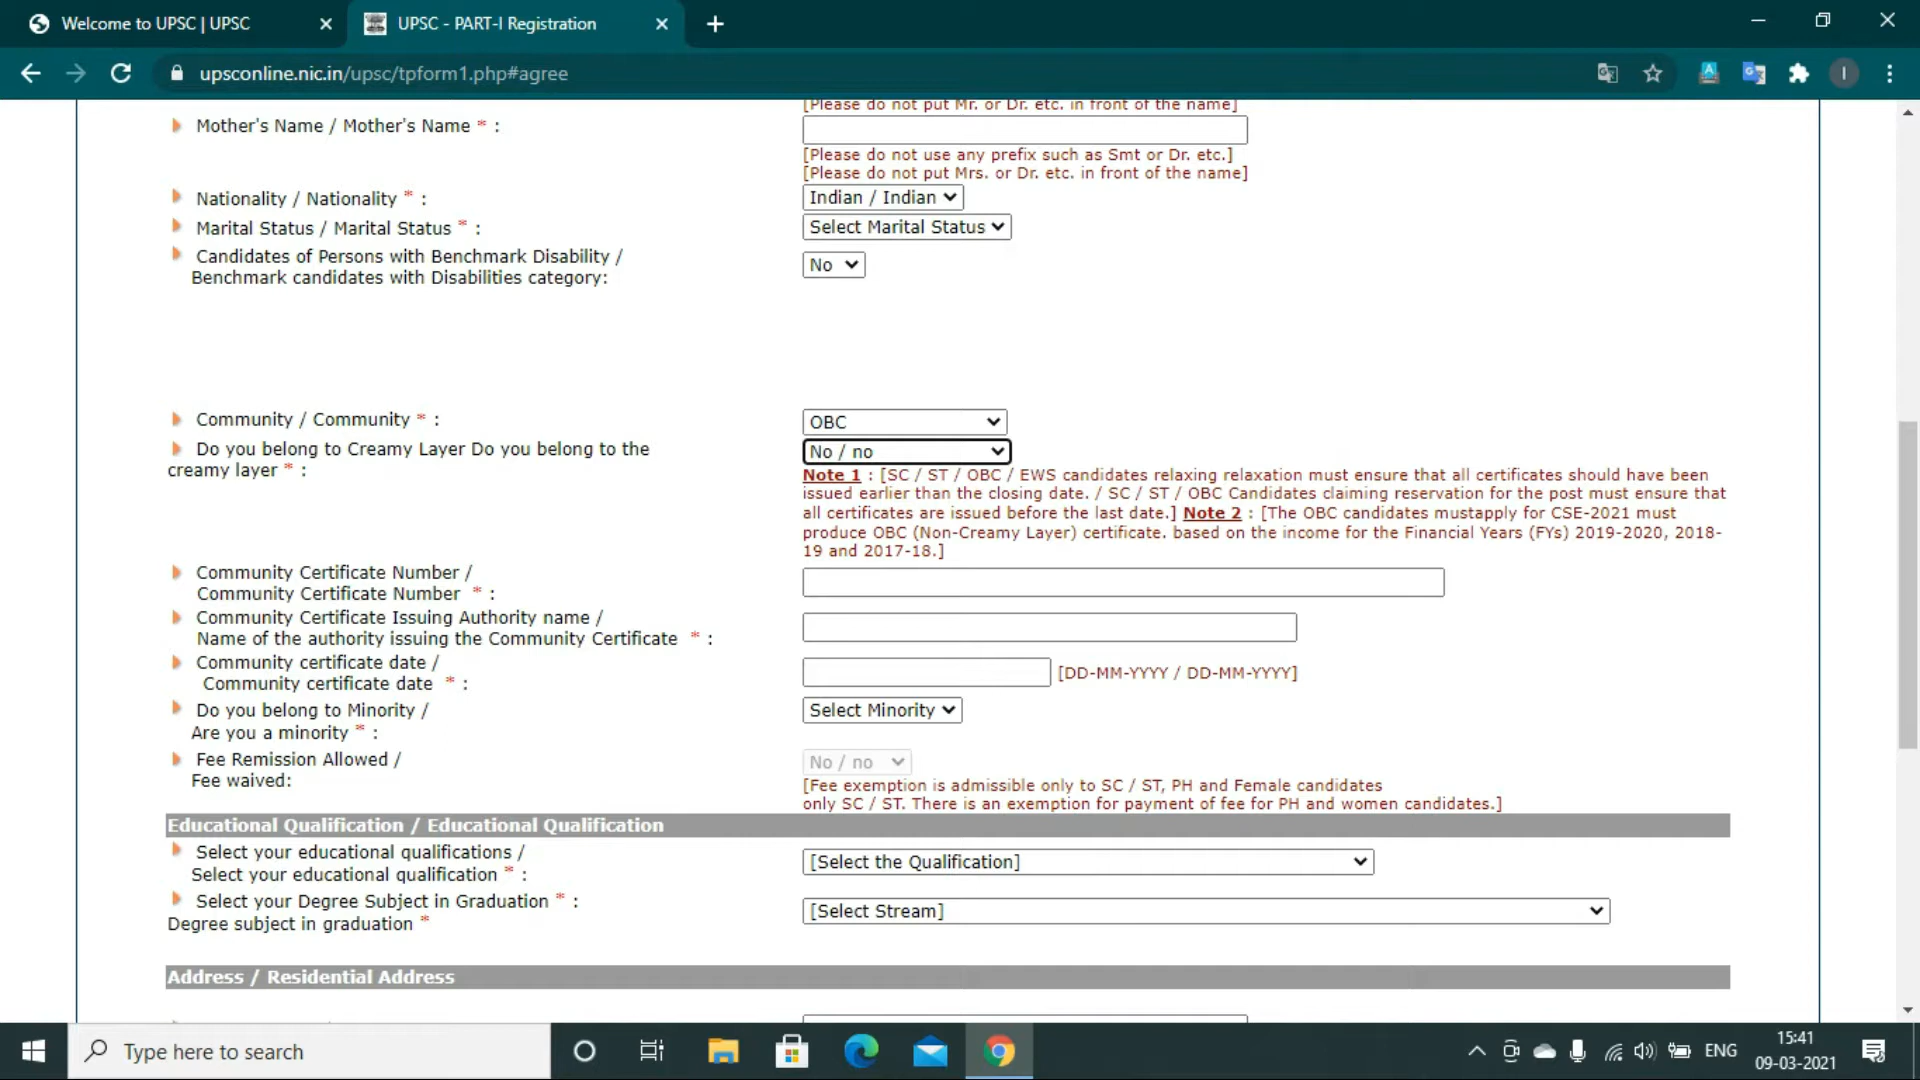 Welcome to UPSC | UPSC
UPSC - PART-I Registration
upsconline.nic.in/upsc/tpform1.php#agree
[Please do not put Mr. or Dr. etc. in front of the name]
Mother's Name / Mother's Name * :
[Please do not use any prefix such as Smt or Dr. etc.]
[Please do not put Mrs. or Dr. etc. in front of the name]
Nationality / Nationality * :
Indian / Indian
Marital Status / Marital Status * :
Select Marital Status
Candidates of Persons with Benchmark Disability /
Benchmark candidates with Disabilities category:
No
Community / Community * :
OBC
Do you belong to Creamy Layer Do you belong to the
creamy layer * :
No / no
Note 1 : [SC / ST / OBC / EWS candidates relaxing relaxation must ensure that all certificates should have been
issued earlier than the closing date. / SC / ST / OBC Candidates claiming reservation for the post must ensure that
all certificates are issued before the last date.] Note 2 : [The OBC candidates mustapply for CSE-2021 must
produce OBC (Non-Creamy Layer) certificate. based on the income for the Financial Years (FYs) 2019-2020, 2018-
19 and 2017-18.]
Community Certificate Number /
Community Certificate Number * :
Community Certificate Issuing Authority name /
Name of the authority issuing the Community Certificate * :
Community certificate date /
Community certificate date * :
[DD-MM-YYYY / DD-MM-YYYY]
Do you belong to Minority /
Are you a minority * :
Select Minority
Fee Remission Allowed /
Fee waived:
No / no
[Fee exemption is admissible only to SC / ST, PH and Female candidates
only SC / ST. There is an exemption for payment of fee for PH and women candidates.]
Educational Qualification / Educational Qualification
Select your educational qualifications /
Select your educational qualification * :
[Select the Qualification]
Select your Degree Subject in Graduation * :
Degree subject in graduation *
[Select Stream]
Address / Residential Address
Type here to search
ENG
15:41
09-03-2021